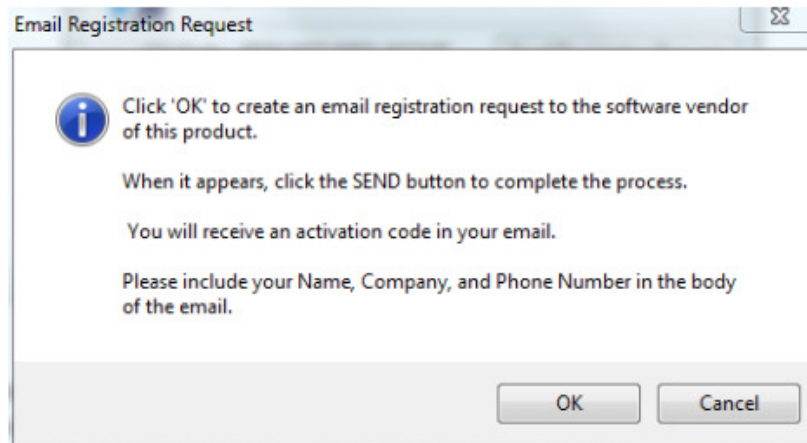 Email Registration Request
Click 'OK' to create an email registration request to the software vendor
of this product.
When it appears, click the SEND button to complete the process.
You will receive an activation code in your email.
Please include your Name, Company, and Phone Number in the body
of the email.
OK Cancel